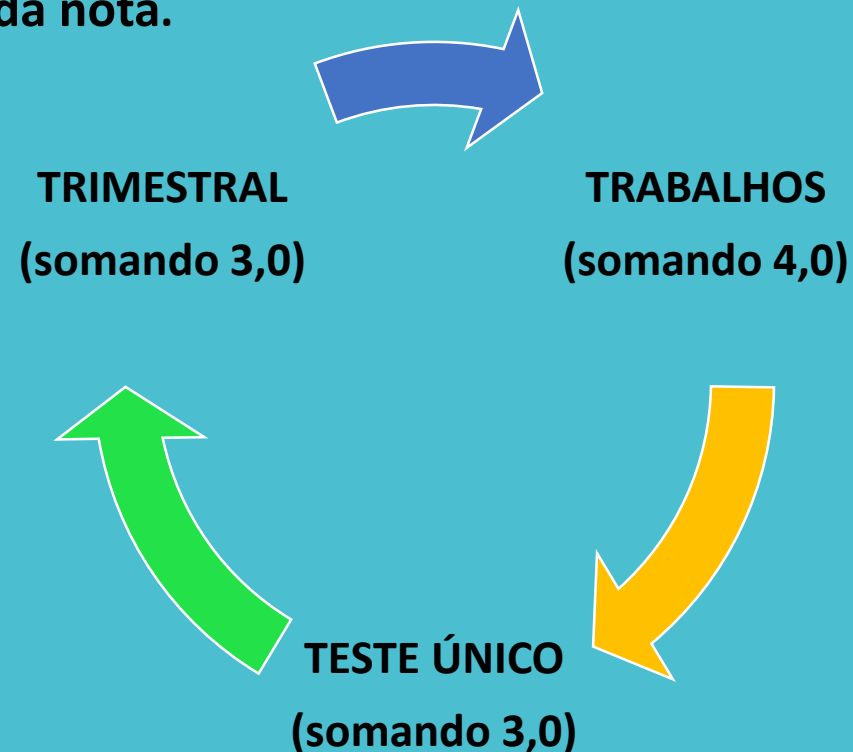 da nota.
TRIMESTRAL
(somando 3,0)
TRABALHOS
(somando 4,0)
TESTE ÚNICO
(somando 3,0)